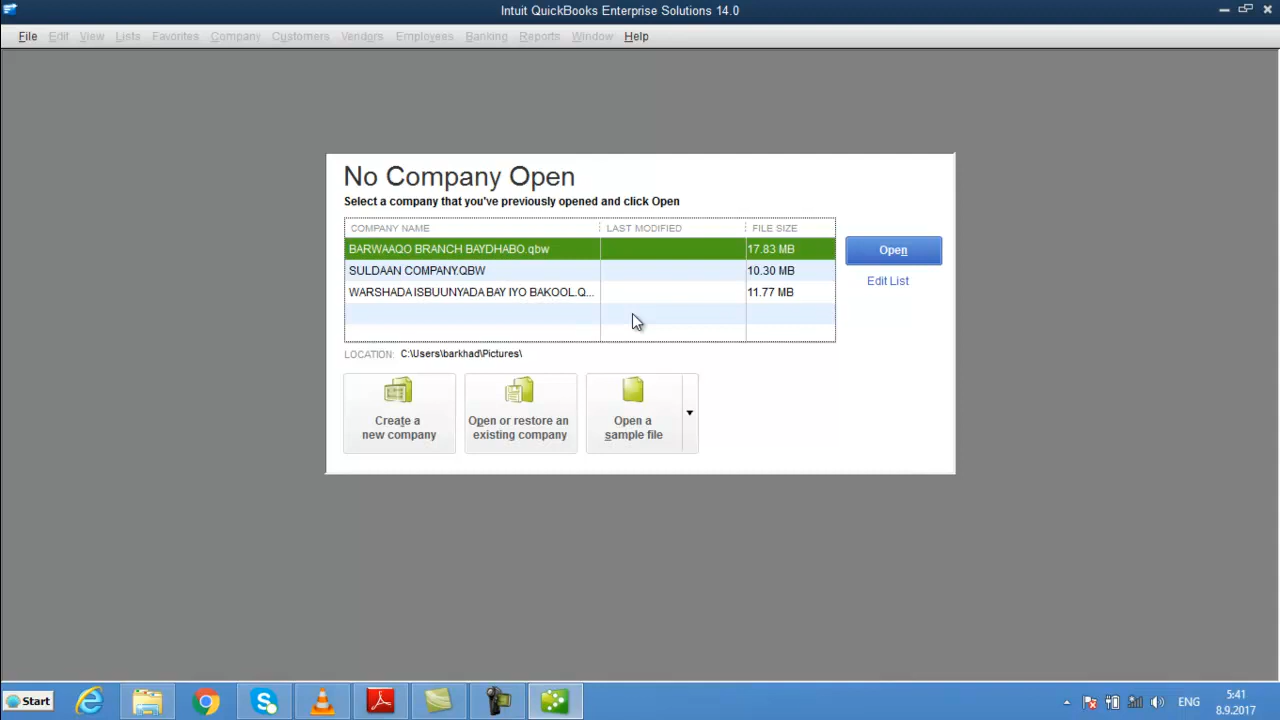 Intuit QuickBooks Enterprise Solutions 14.0
File Edit View Lists Favorites Company Customers Vendors Employees Banking Reports Window Help
No Company Open
Select a company that you've previously opened and click Open
COMPANY NAME LAST MODIFIED FILE SIZE
BARWAAQO BRANCH BAYDHABO.qbw 17.83 MB
Open
SULDAAN COMPANY.QBW 10.30 MB
Edit List
WARSHADA ISBUUNYADA BAY IYO BAKOOL.Q... 11.77 MB
LOCATION: C:\Users\barkhad\Pictures\
Create a
new company
Open or restore an
existing company
Open a
sample file
Start
ENG
5:41
8.9.2017